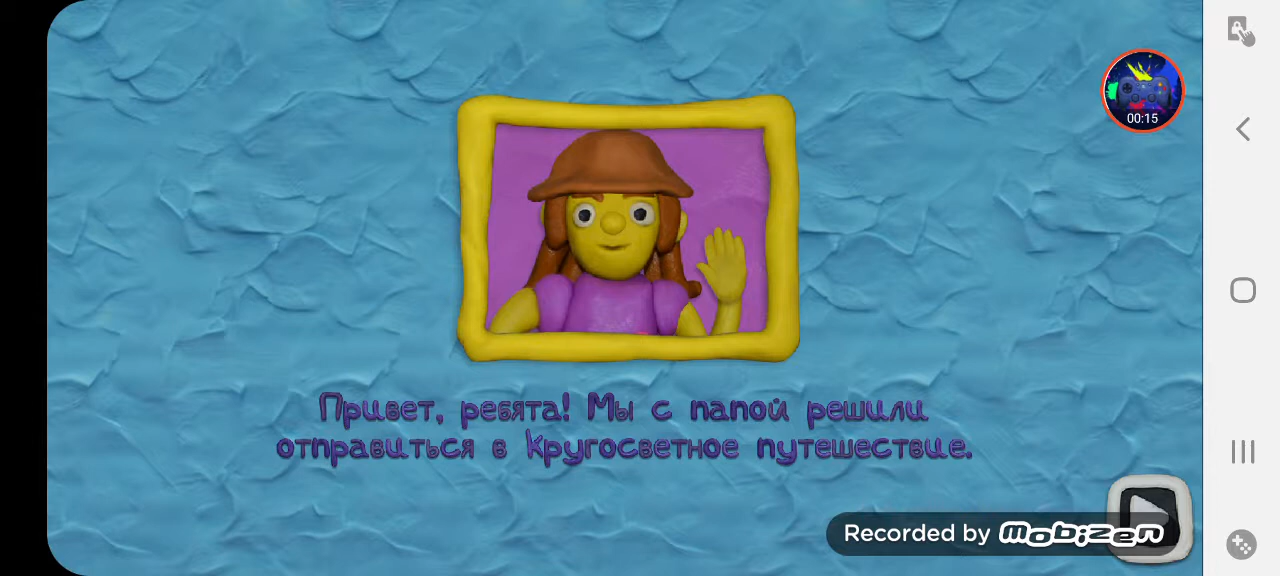 00:15
Привет, ребята! Мы с папой решили
отправиться в кругосветное путешествие.
Recorded by Mobizen